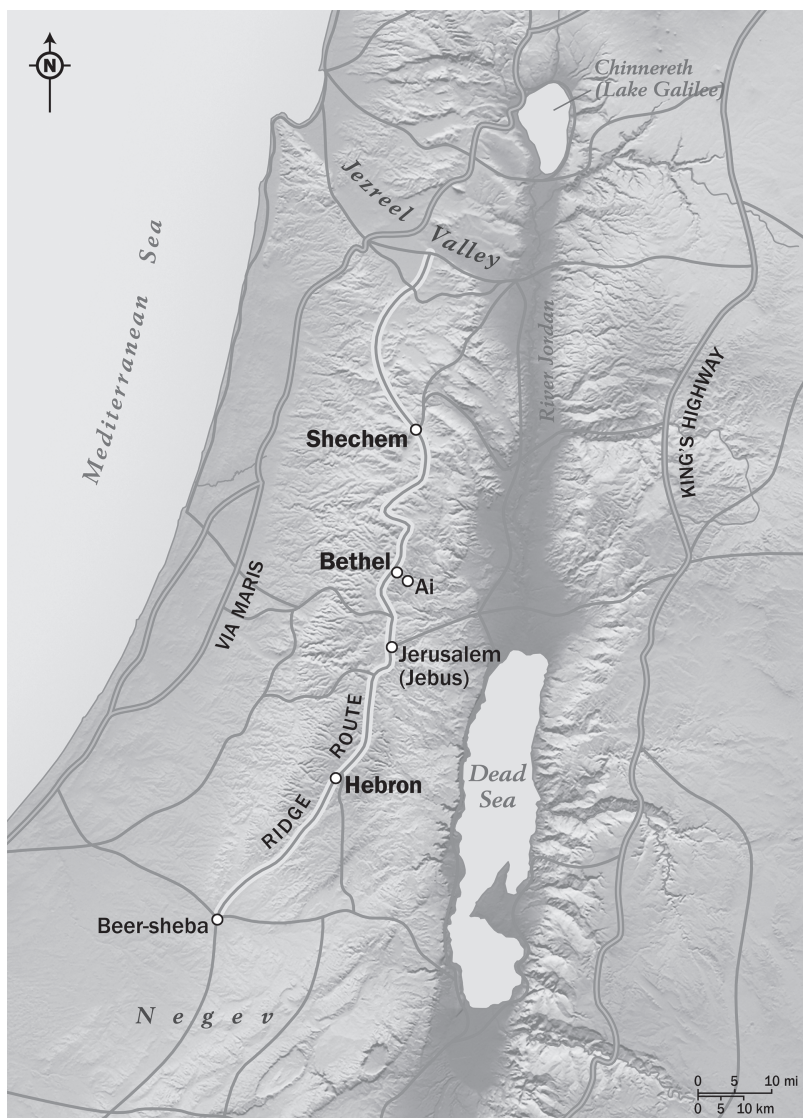 N
Chinnereth
(Lake Galilee)
Jezreel
Valley
Mediterranean Sea
River Jordan
KING'S HIGHWAY
Shechem
Bethel
Ai
VIA MARIS
Jerusalem
(Jebus)
RIDGE ROUTE
Dead
Sea
Hebron
Beer-sheba
Negev
0 5 10 mi
0 5 10 km